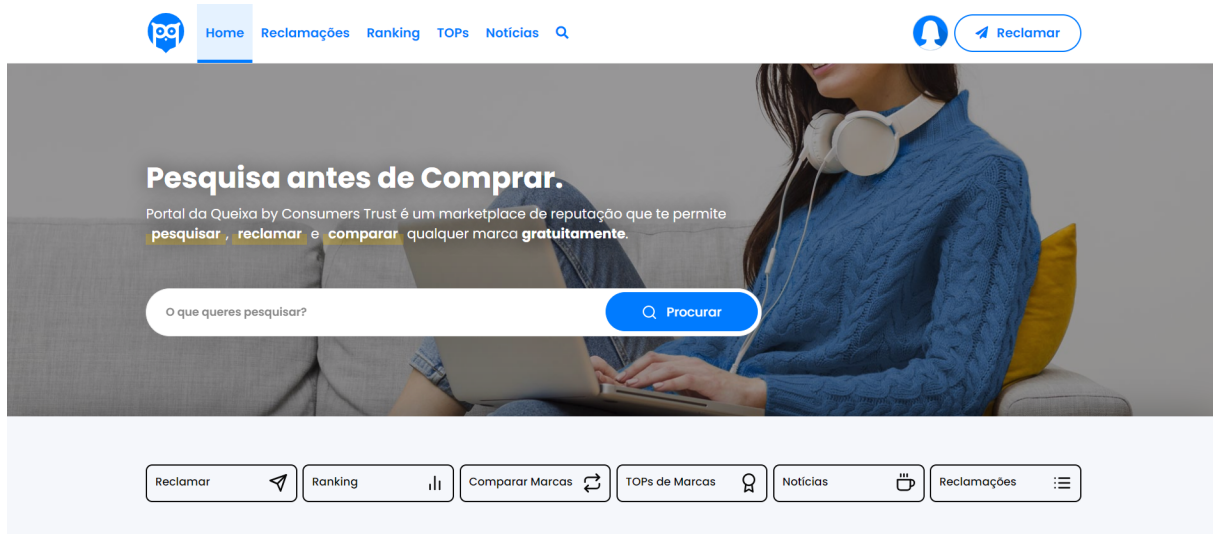 Home Reclamações Ranking TOPs Notícias
Reclamar
Pesquisa antes de Comprar.
Portal da Queixa by Consumers Trust é um marketplace de reputação que te permite
pesquisar , reclamar e comparar qualquer marca gratuitamente.
O que queres pesquisar?
Procurar
Reclamar
Ranking
Comparar Marcas
TOPs de Marcas
Notícias
Reclamações